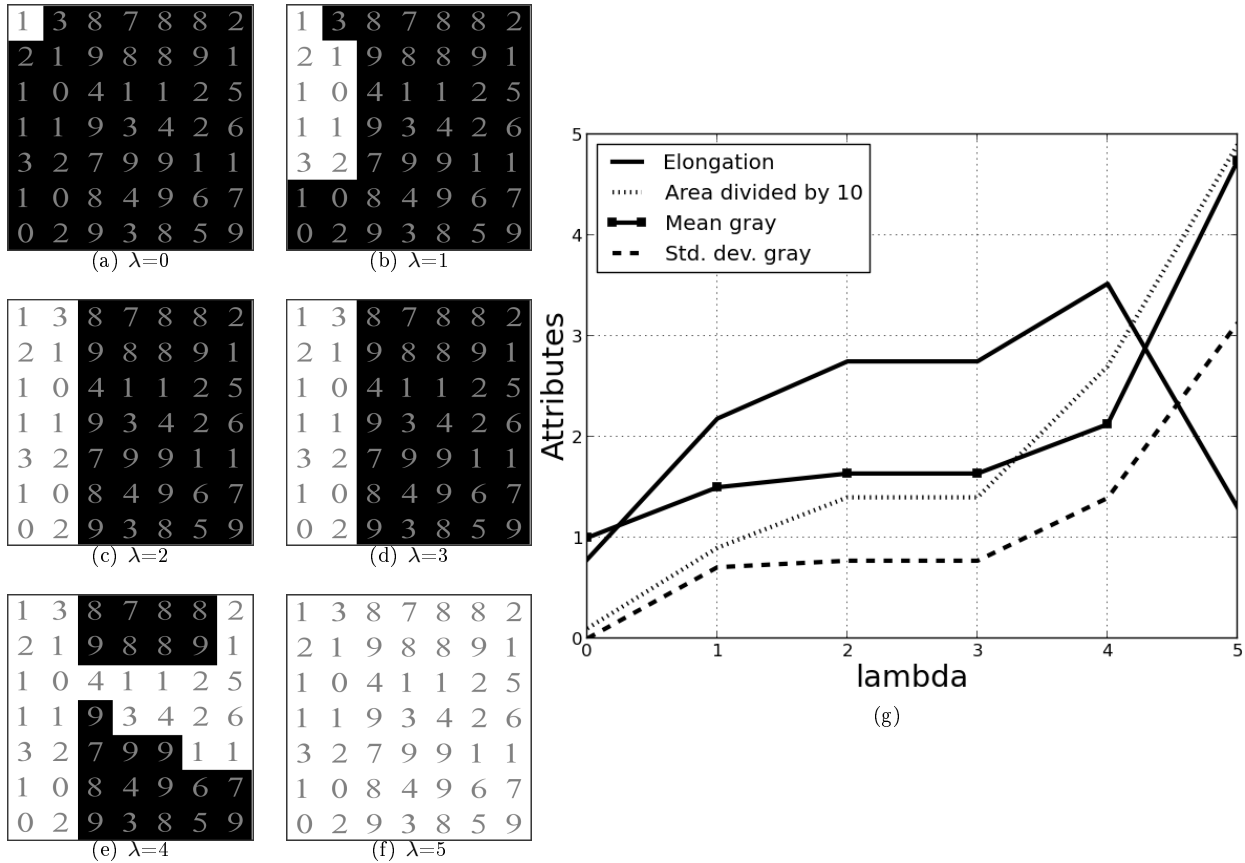 1 3 8 7 8 8 2
2 1 9 8 8 9 1
1 0 4 1 1 2 5
1 1 9 3 4 2 6
3 2 7 9 9 1 1
1 0 8 4 9 6 7
0 2 9 3 8 5 9
(a) λ=0
1 3 8 7 8 8 2
2 1 9 8 8 9 1
1 0 4 1 1 2 5
1 1 9 3 4 2 6
3 2 7 9 9 1 1
1 0 8 4 9 6 7
0 2 9 3 8 5 9
(b) λ=1
1 3 8 7 8 8 2
2 1 9 8 8 9 1
1 0 4 1 1 2 5
1 1 9 3 4 2 6
3 2 7 9 9 1 1
1 0 8 4 9 6 7
0 2 9 3 8 5 9
(c) λ=2
1 3 8 7 8 8 2
2 1 9 8 8 9 1
1 0 4 1 1 2 5
1 1 9 3 4 2 6
3 2 7 9 9 1 1
1 0 8 4 9 6 7
0 2 9 3 8 5 9
(d) λ=3
1 3 8 7 8 8 2
2 1 9 8 8 9 1
1 0 4 1 1 2 5
1 1 9 3 4 2 6
3 2 7 9 9 1 1
1 0 8 4 9 6 7
0 2 9 3 8 5 9
(e) λ=4
1 3 8 7 8 8 2
2 1 9 8 8 9 1
1 0 4 1 1 2 5
1 1 9 3 4 2 6
3 2 7 9 9 1 1
1 0 8 4 9 6 7
0 2 9 3 8 5 9
(f) λ=5
Elongation
Area divided by 10
Mean gray
Std. dev. gray
Attributes
5
4
3
2
1
0
0 1 2 3 4 5
lambda
(g)